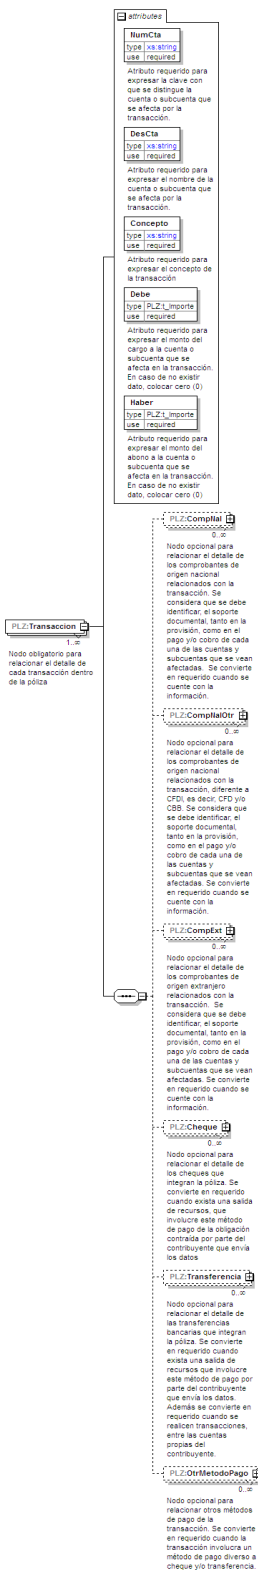 attributes
NumCta
type xs:string
use required
Atributo requerido para
expresar la clave con
que se distingue la
cuenta o subcuenta que
se afecta por la
transacción.
DesCta
type xs:string
use required
Atributo requerido para
expresar el nombre de la
cuenta o subcuenta que
se afecta por la
transacción.
Concepto
type xs:string
use required
Atributo requerido para
expresar el concepto de
la transacción
Debe
type PLZ:t_Importe
use required
Atributo requerido para
expresar el monto del
cargo a la cuenta o
subcuenta que se
afecta en la transacción.
En caso de no existir
dato, colocar cero (0)
Haber
type PLZ:t_Importe
use required
Atributo requerido para
expresar el monto del
abono a la cuenta o
subcuenta que se
afecta en la transacción.
En caso de no existir
dato, colocar cero (0)
PLZ:Transaccion
1..∞
Nodo obligatorio para
relacionar el detalle de
cada transacción dentro
de la póliza
PLZ:CompNal
0..∞
Nodo opcional para
relacionar el detalle de
los comprobantes de
origen nacional
relacionados con la
transacción. Se
considera que se debe
identificar, el soporte
documental, tanto en la
provisión, como en el
pago y/o cobro de cada
una de las cuentas y
subcuentas que se vean
afectadas. Se convierte
en requerido cuando se
cuente con la
información.
PLZ:CompNalOtr
0..∞
Nodo opcional para
relacionar el detalle de
los comprobantes de
origen nacional
relacionados con la
transacción, diferente a
CFDI, es decir, CFD y/o
CBB. Se considera que
se debe identificar, el
soporte documental,
tanto en la provisión,
como en el pago y/o
cobro de cada una de
las cuentas y
subcuentas que se vean
afectadas. Se convierte
en requerido cuando se
cuente con la
información.
PLZ:CompExt
0..∞
Nodo opcional para
relacionar el detalle de
los comprobantes de
origen extranjero
relacionados con la
transacción. Se
considera que se debe
identificar, el soporte
documental, tanto en la
provisión, como en el
pago y/o cobro de cada
una de las cuentas y
subcuentas que se vean
afectadas. Se convierte
en requerido cuando se
cuente con la
información.
PLZ:Cheque
0..∞
Nodo opcional para
relacionar el detalle de
los cheques que
integran la póliza. Se
convierte en requerido
cuando exista una salida
de recursos, que
involucre este método
de pago de la obligación
contraída por parte del
contribuyente que envía
los datos
PLZ:Transferencia
0..∞
Nodo opcional para
relacionar el detalle de
las transferencias
bancarias que integran
la póliza. Se convierte
en requerido cuando
exista una salida de
recursos que involucre
este método de pago por
parte del contribuyente
que envía los datos.
Además se convierte en
requerido cuando se
realicen transacciones,
entre las cuentas
propias del
contribuyente.
PLZ:OtrMetodoPago
0..∞
Nodo opcional para
relacionar otros métodos
de pago de la
transacción. Se convierte
en requerido cuando la
transacción involucra un
método de pago diverso a
cheque y/o transferencia.